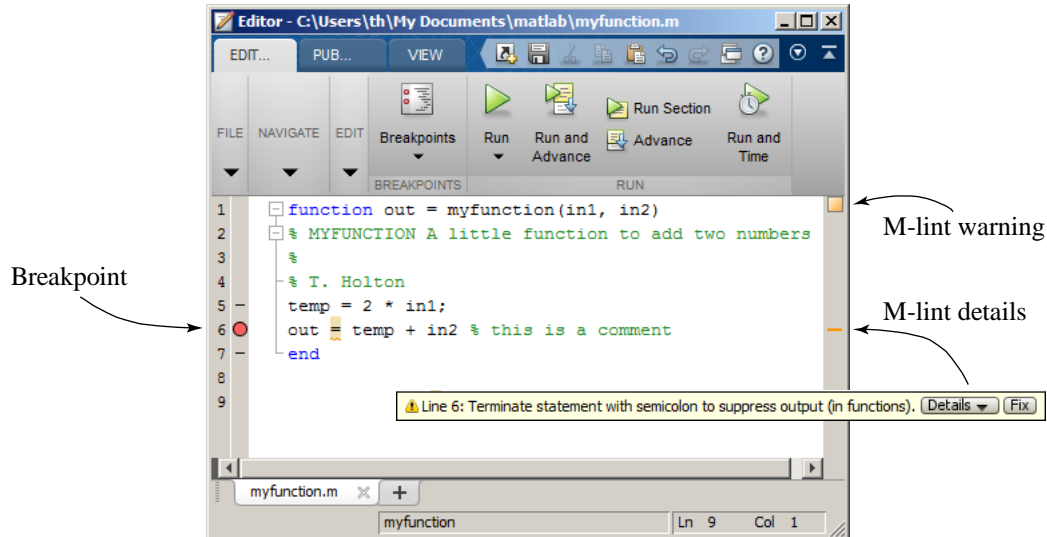 Editor - C:\Users\th\My Documents\matlab\myfunction.m
EDIT... PUB... VIEW
FILE NAVIGATE EDIT Breakpoints Run Run and Advance Run Section Advance Run and Time
BREAKPOINTS RUN
1 function out = myfunction(in1, in2)
2 % MYFUNCTION A little function to add two numbers
3 %
4 % T. Holton
5 temp = 2 * in1;
6 out = temp + in2 % this is a comment
7 end
8
9
Line 6: Terminate statement with semicolon to suppress output (in functions). Details Fix
myfunction.m
myfunction Ln 9 Col 1
Breakpoint
M-lint warning
M-lint details